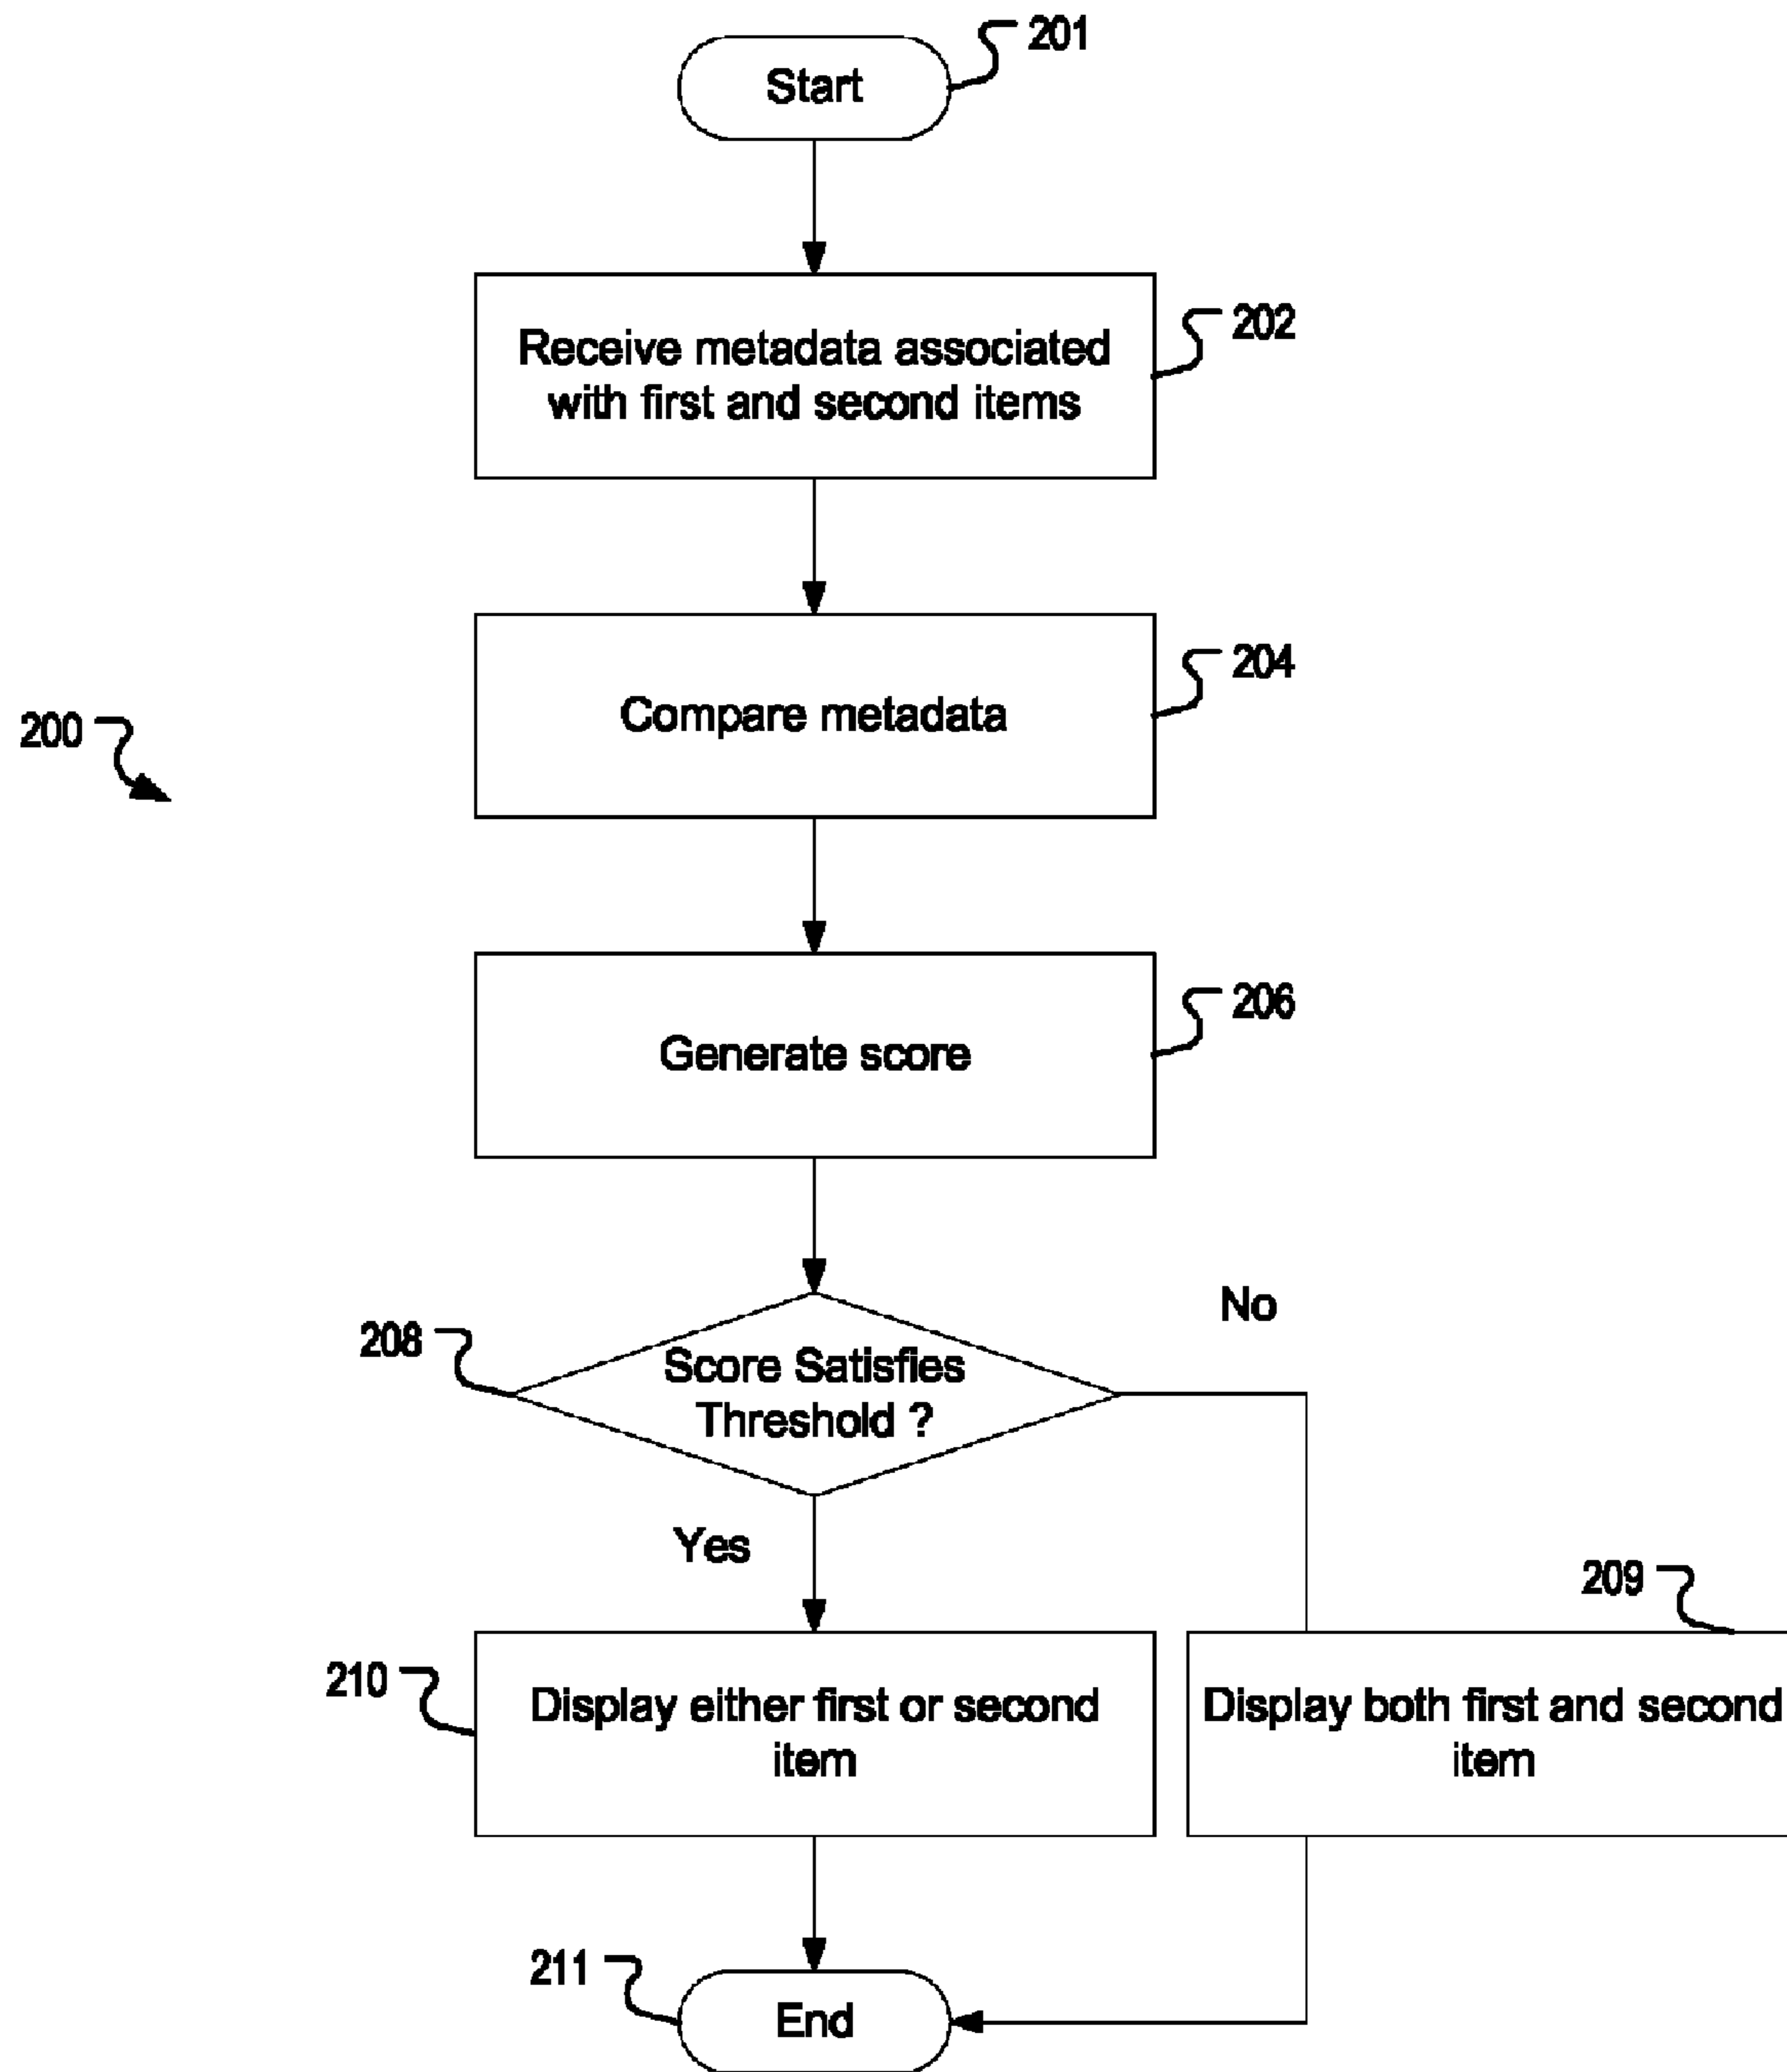 Start
201
Receive metadata associated
with first and second items
202
Compare metadata
204
200
Generate score
206
No
208
Score Satisfies
Threshold ?
Yes
209
210
Display either first or second
item
Display both first and second
item
211
End